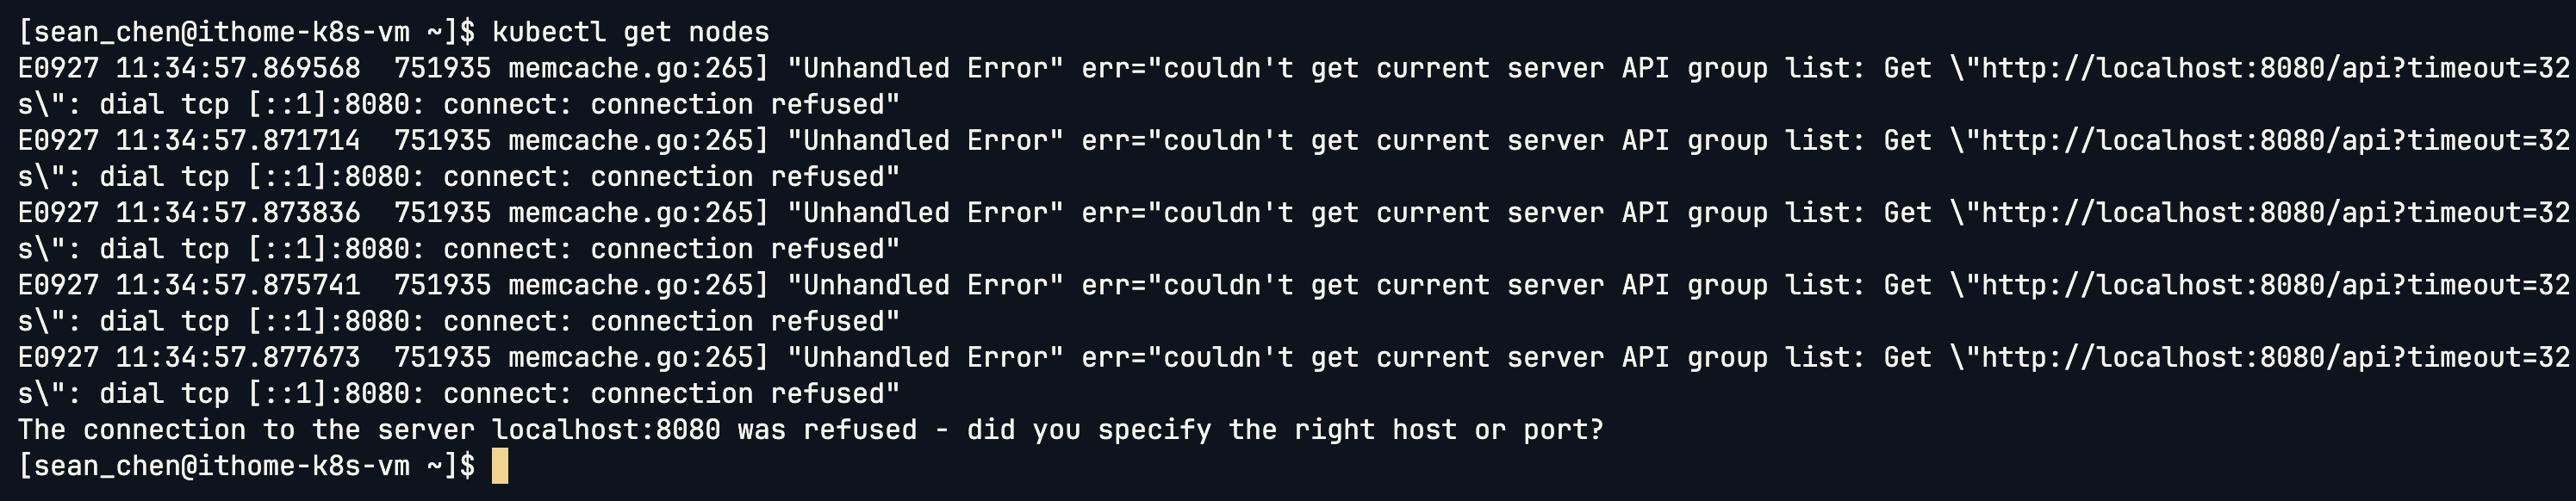 [sean_chen@ithome-k8s-vm ~]$ kubectl get nodes
E0927 11:34:57.869568  751935 memcache.go:265] "Unhandled Error" err="couldn't get current server API group list: Get \"http://localhost:8080/api?timeout=32
s\": dial tcp [::1]:8080: connect: connection refused"
E0927 11:34:57.871714  751935 memcache.go:265] "Unhandled Error" err="couldn't get current server API group list: Get \"http://localhost:8080/api?timeout=32
s\": dial tcp [::1]:8080: connect: connection refused"
E0927 11:34:57.873836  751935 memcache.go:265] "Unhandled Error" err="couldn't get current server API group list: Get \"http://localhost:8080/api?timeout=32
s\": dial tcp [::1]:8080: connect: connection refused"
E0927 11:34:57.875741  751935 memcache.go:265] "Unhandled Error" err="couldn't get current server API group list: Get \"http://localhost:8080/api?timeout=32
s\": dial tcp [::1]:8080: connect: connection refused"
E0927 11:34:57.877673  751935 memcache.go:265] "Unhandled Error" err="couldn't get current server API group list: Get \"http://localhost:8080/api?timeout=32
s\": dial tcp [::1]:8080: connect: connection refused"
The connection to the server localhost:8080 was refused - did you specify the right host or port?
[sean_chen@ithome-k8s-vm ~]$